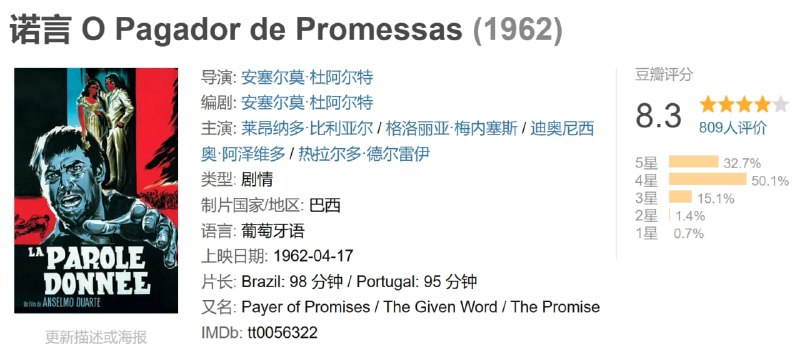 诺言 O Pagador de Promessas (1962)
LA
PAROLE
DONNÉE
un film de ANSELMO DUARTE
更新描述或海报
导演: 安塞尔莫·杜阿尔特
编剧: 安塞尔莫·杜阿尔特
主演: 莱昂纳多·比利亚尔 / 格洛丽亚·梅内塞斯 / 迪奥尼西
奥·阿泽维多 / 热拉尔多·德尔雷伊
类型: 剧情
制片国家/地区: 巴西
语言: 葡萄牙语
上映日期: 1962-04-17
片长: Brazil: 98 分钟 / Portugal: 95 分钟
又名: Payer of Promises / The Given Word / The Promise
IMDb: tt0056322
豆瓣评分
8.3
809人评价
5星 32.7%
4星 50.1%
3星 15.1%
2星 1.4%
1星 0.7%